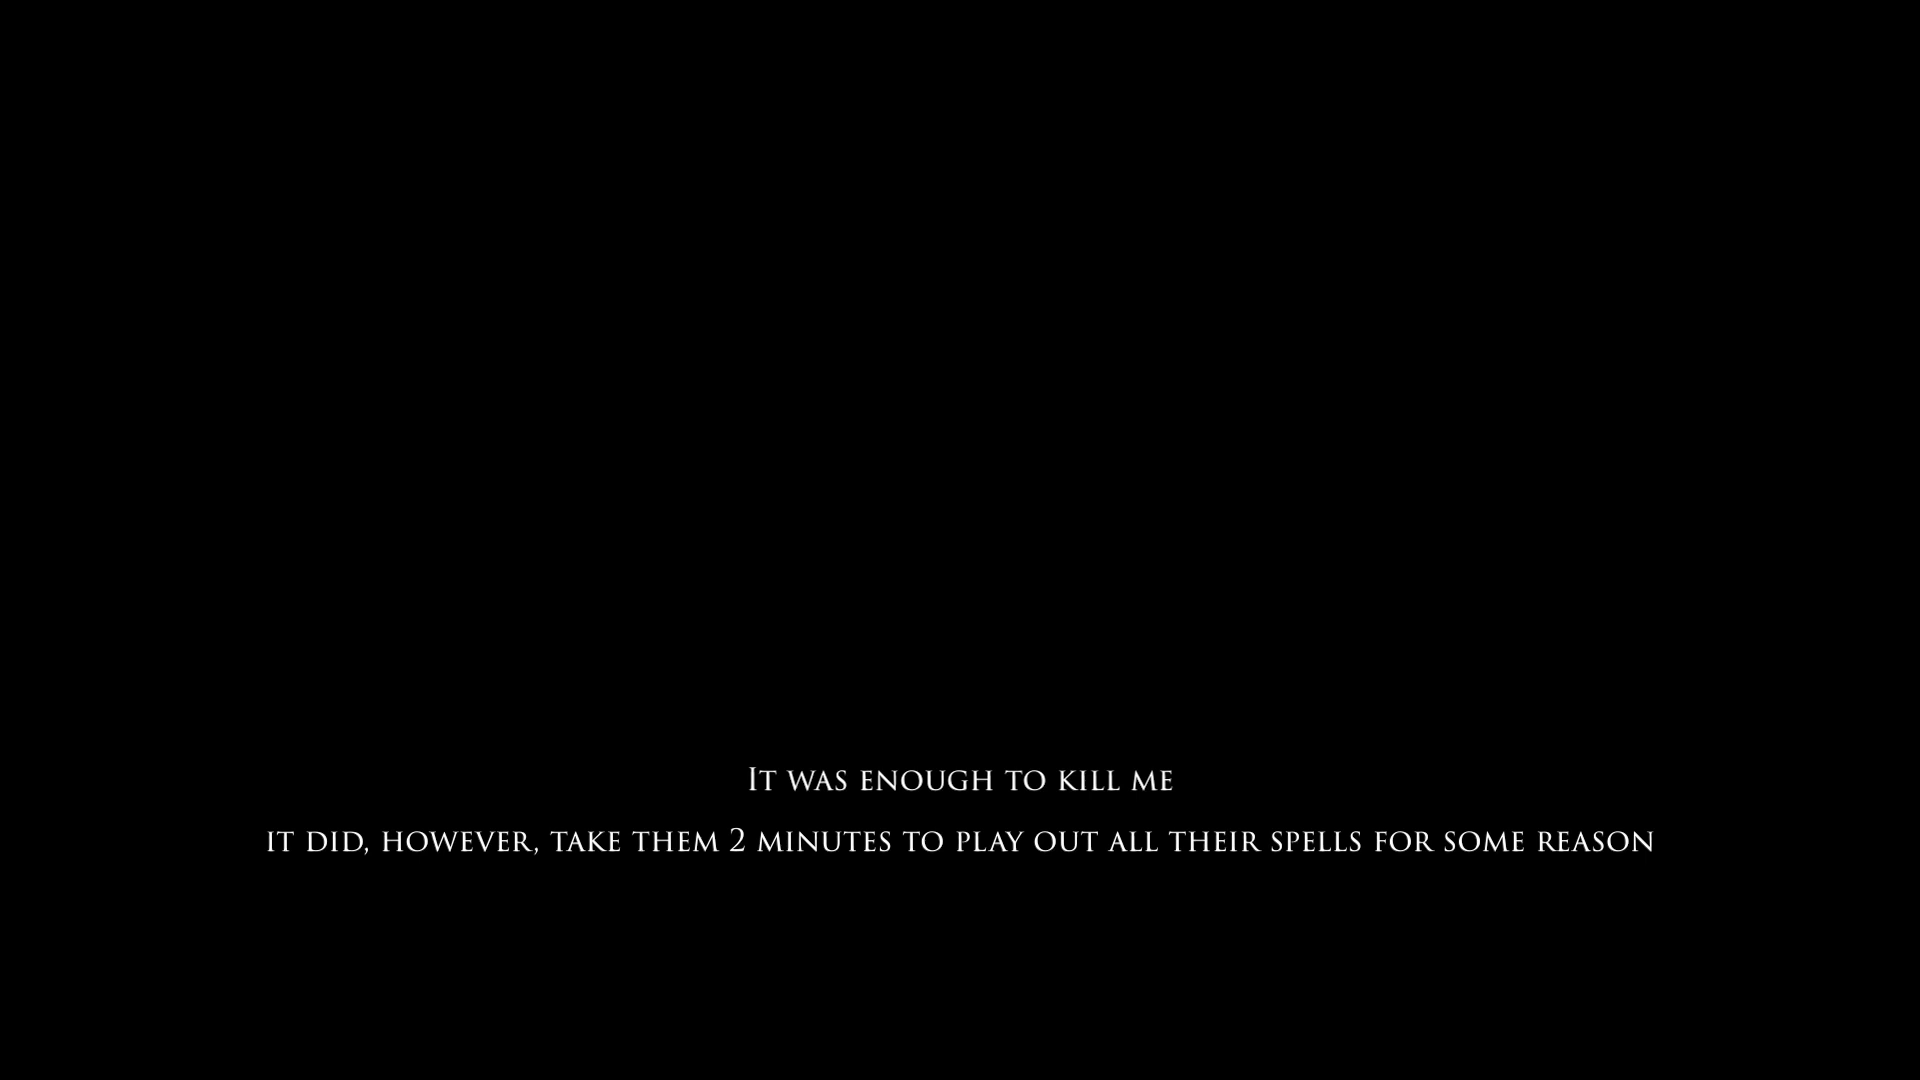 It was enough to kill me
it did, however, take them 2 minutes to play out all their spells for some reason